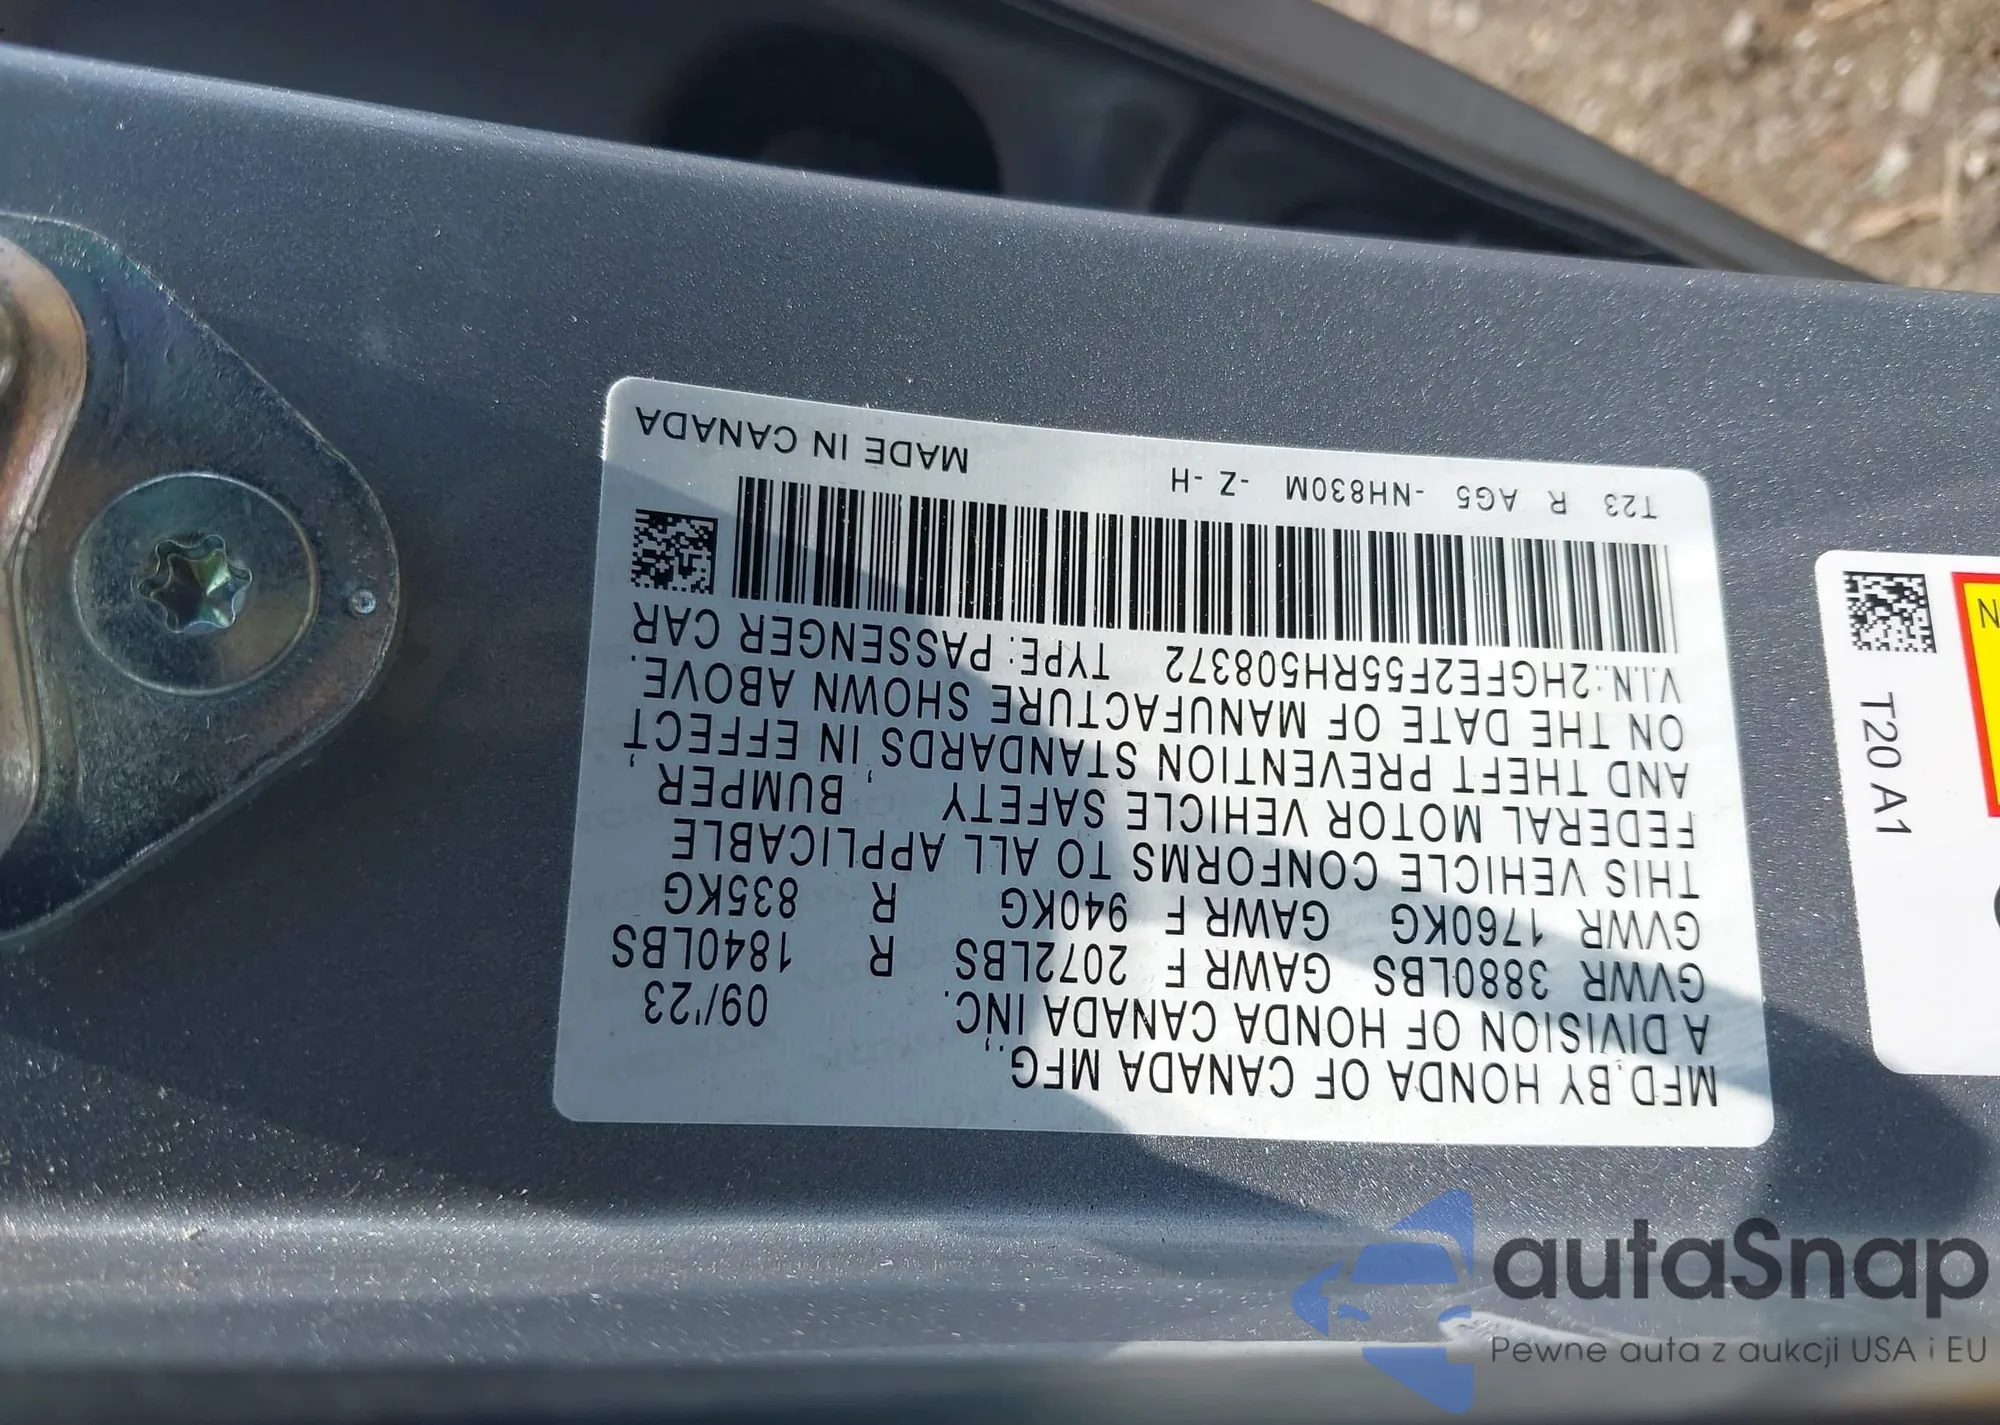 MFD. BY HONDA OF CANADA MFG.,
A DIVISION OF HONDA CANADA INC. 09/'23
GVWR 3880LBS GAWR F 2072LBS R 1840LBS
GVWR 1760KG GAWR F 940KG R 835KG
THIS VEHICLE CONFORMS TO ALL APPLICABLE
FEDERAL MOTOR VEHICLE SAFETY , BUMPER ,
AND THEFT PREVENTION STANDARDS IN EFFECT
ON THE DATE OF MANUFACTURE SHOWN ABOVE.
V.I.N.:2HGFE2F55RH508372 TYPE: PASSENGER CAR
T23 R AG5 -NH830M -Z -H MADE IN CANADA
T20 A1
autaSnap
Pewne auta z aukcji USA i EU